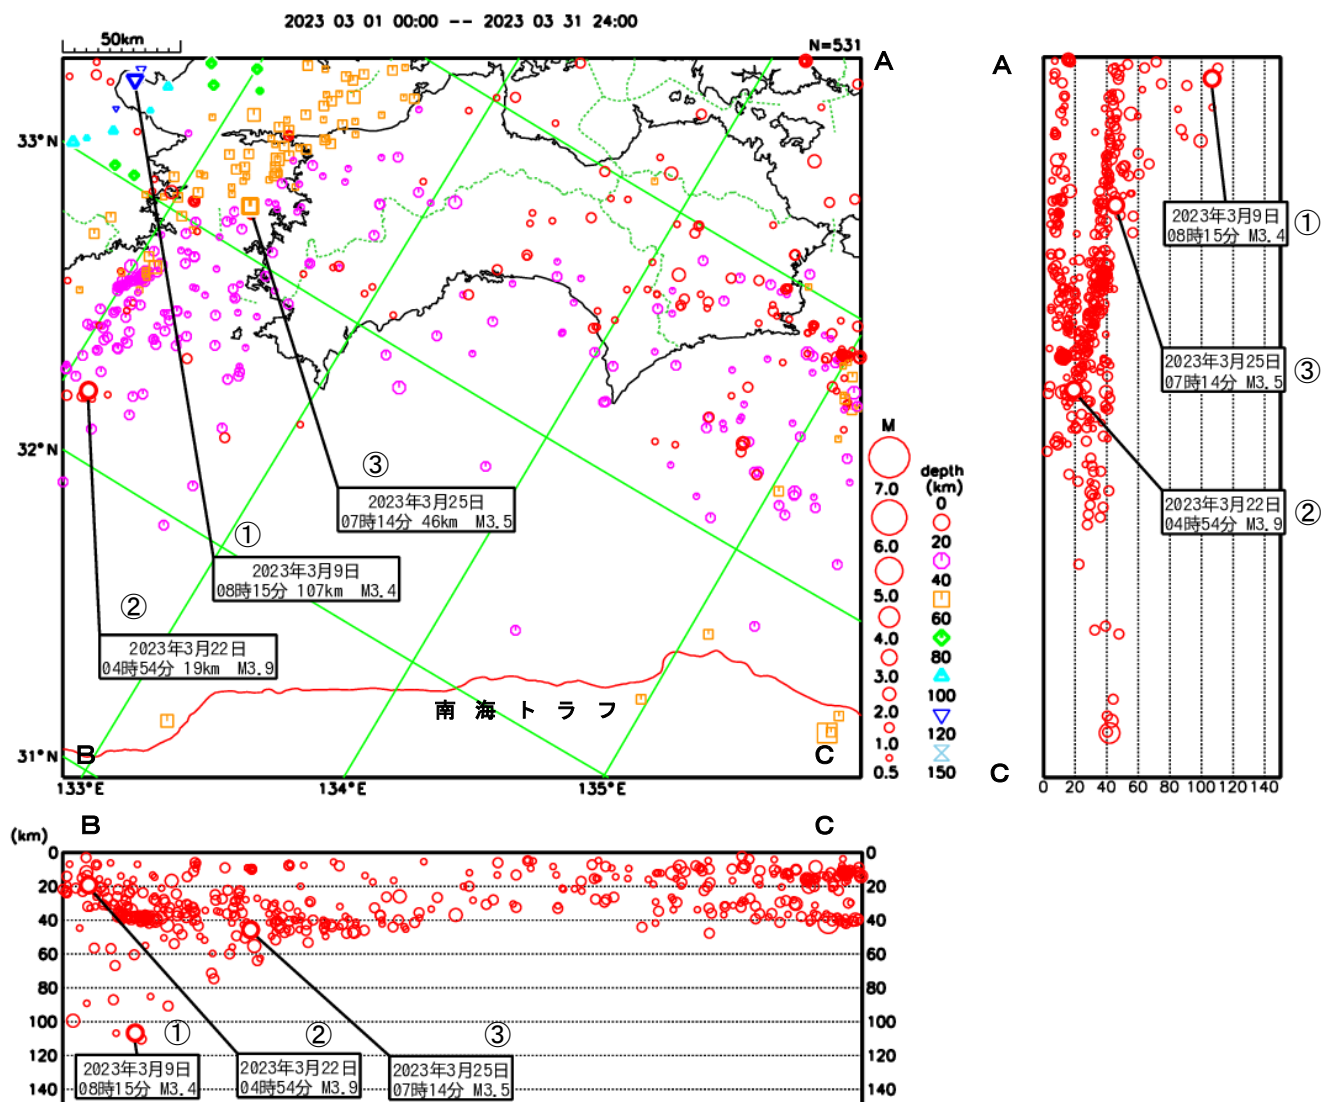 2023 03 01 00:00 -- 2023 03 31 24:00
50km
N=531
A
33°N
32°N
31°N
133°E
134°E
135°E
B
C
南海トラフ
③
2023年3月25日
07時14分 46km M3.5
①
2023年3月9日
08時15分 107km M3.4
②
2023年3月22日
04時54分 19km M3.9
M
7.0
6.0
5.0
4.0
3.0
2.0
1.0
0.5
depth
(km)
0
20
40
60
80
100
120
150
A
2023年3月9日
08時15分 M3.4
①
2023年3月25日
07時14分 M3.5
③
2023年3月22日
04時54分 M3.9
②
C
0 20 40 60 80 100 120 140
B
C
(km)
0
20
40
60
80
100
120
140
0
20
40
60
80
100
120
140
①
2023年3月9日
08時15分 M3.4
②
2023年3月22日
04時54分 M3.9
③
2023年3月25日
07時14分 M3.5